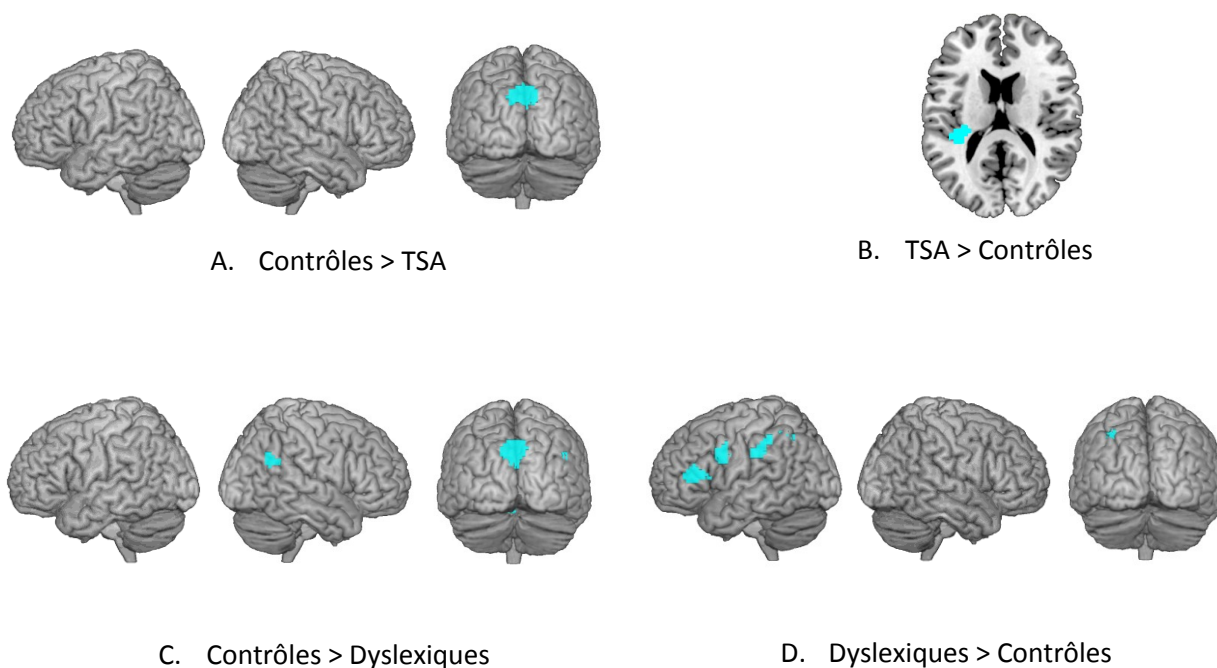 A. Contrôles > TSA
B. TSA > Contrôles
C. Contrôles > Dyslexiques
D. Dyslexiques > Contrôles